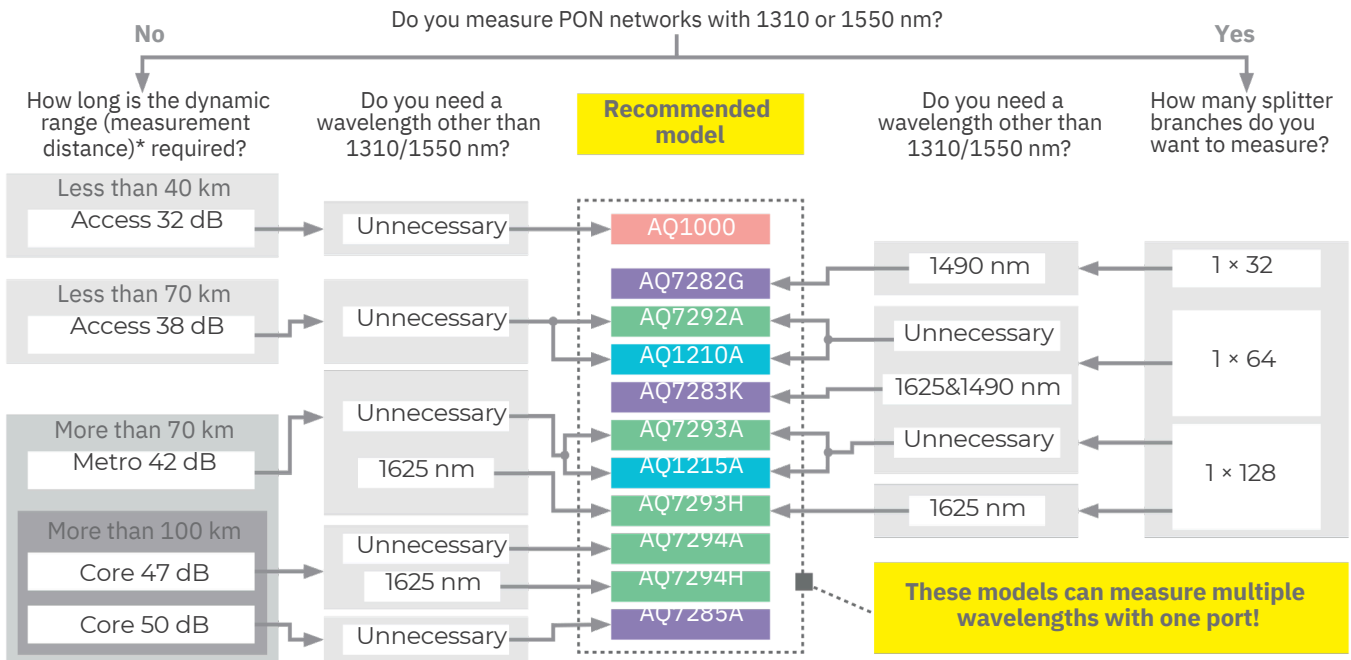 Do you measure PON networks with 1310 or 1550 nm?
No
Yes
How long is the dynamic
range (measurement
distance)* required?
Do you need a
wavelength other than
1310/1550 nm?
Recommended
model
Do you need a
wavelength other than
1310/1550 nm?
How many splitter
branches do you
want to measure?
Less than 40 km
Access 32 dB
Unnecessary
AQ1000
1490 nm
1 × 32
AQ7282G
Less than 70 km
Access 38 dB
Unnecessary
AQ7292A
Unnecessary
AQ1210A
1 × 64
AQ7283K
1625&1490 nm
More than 70 km
Metro 42 dB
Unnecessary
1625 nm
AQ7293A
Unnecessary
AQ1215A
1 × 128
AQ7293H
1625 nm
More than 100 km
Core 47 dB
Unnecessary
1625 nm
AQ7294A
AQ7294H
Core 50 dB
Unnecessary
AQ7285A
These models can measure multiple
wavelengths with one port!